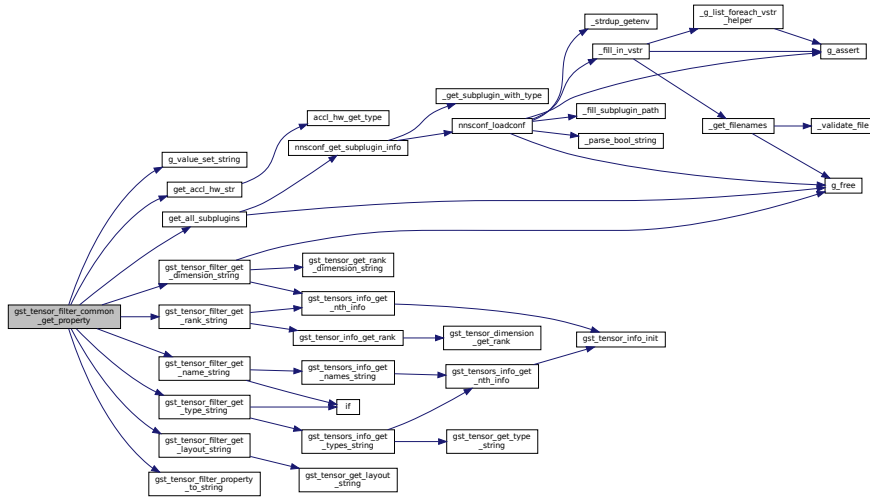 gst_tensor_filter_common
_get_property
g_value_set_string
get_accl_hw_str
get_all_subplugins
gst_tensor_filter_get
_dimension_string
gst_tensor_filter_get
_rank_string
gst_tensor_filter_get
_name_string
gst_tensor_filter_get
_type_string
gst_tensor_filter_get
_layout_string
gst_tensor_filter_property
_to_string
accl_hw_get_type
nnsconf_get_subplugin_info
gst_tensor_get_rank
_dimension_string
gst_tensors_info_get
_nth_info
gst_tensor_info_get_rank
gst_tensors_info_get
_names_string
if
gst_tensors_info_get
_types_string
gst_tensor_get_layout
_string
_get_subplugin_with_type
nnsconf_loadconf
gst_tensor_dimension
_get_rank
gst_tensors_info_get
_nth_info
gst_tensor_get_type
_string
_strdup_getenv
_fill_in_vstr
_fill_subplugin_path
_parse_bool_string
gst_tensor_info_init
_g_list_foreach_vstr
_helper
_get_filenames
g_assert
_validate_file
g_free